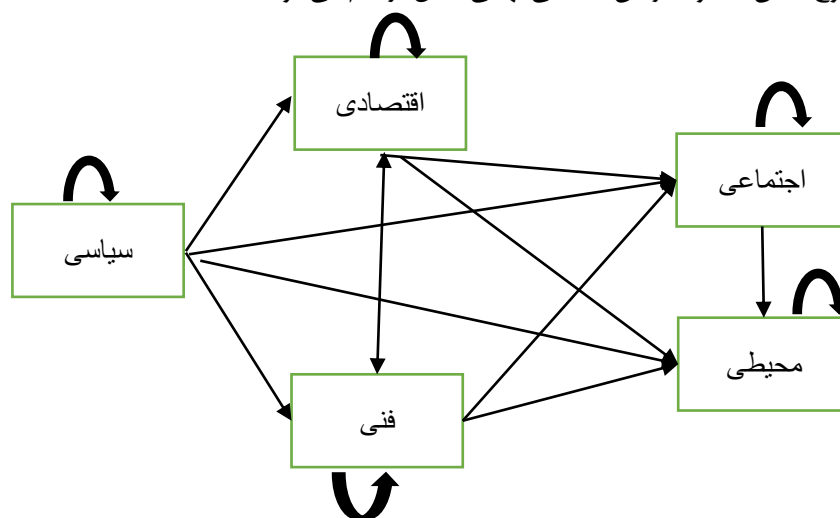 اقتصادی
اجتماعی
سیاسی
محیطی
فنی